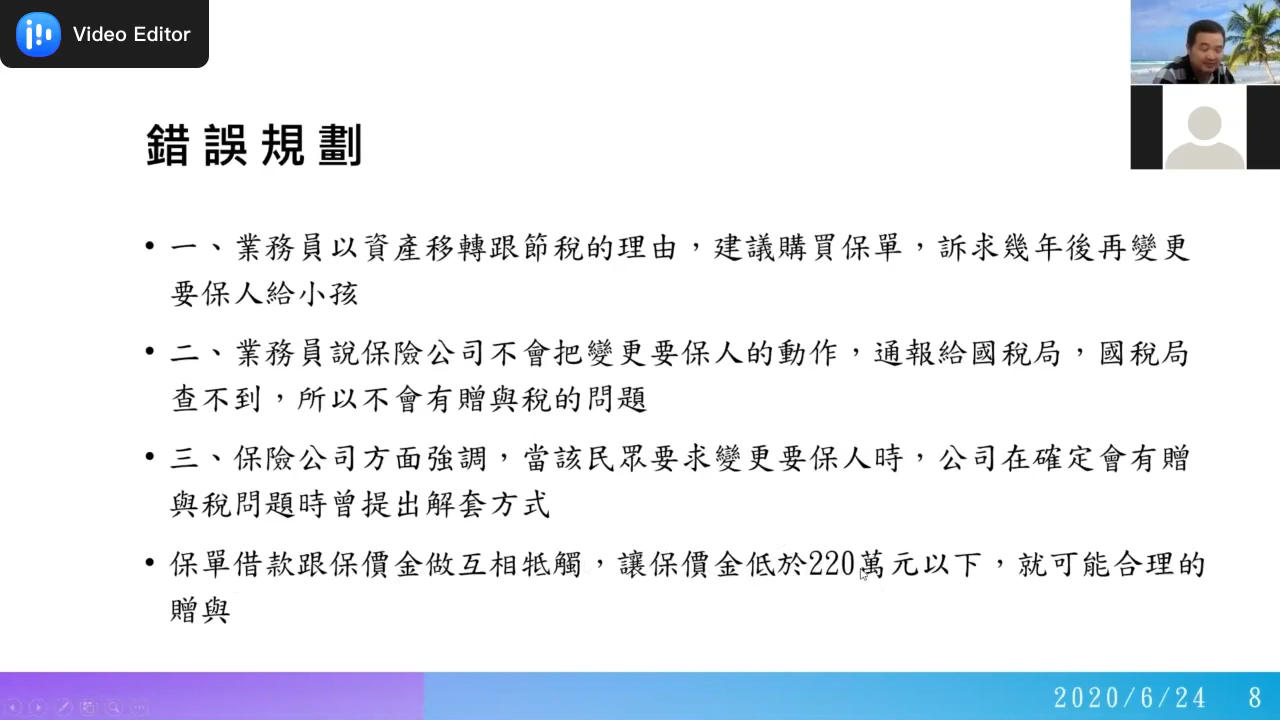 Video Editor
錯誤規劃
• 一、業務員以資產移轉跟節稅的理由，建議購買保單，訴求幾年後再變更
要保人給小孩
• 二、業務員說保險公司不會把變更要保人的動作，通報給國稅局，國稅局
查不到，所以不會有贈與稅的問題
• 三、保險公司方面強調，當該民眾要求變更要保人時，公司在確定會有贈
與稅問題時曾提出解套方式
• 保單借款跟保價金做互相牴觸，讓保價金低於220萬元以下，就可能合理的
贈與
2020/6/24 8